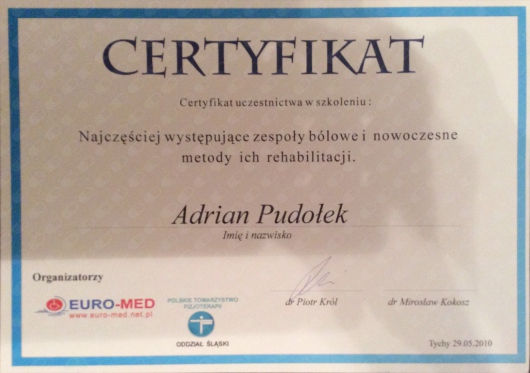 CERTYFIKAT
Certyfikat uczestnictwa w szkoleniu :
Najczęściej występujące zespoły bólowe i nowoczesne
metody ich rehabilitacji.
Adrian Pudołek
Imię i nazwisko
Organizatorzy
EURO-MED
www.euro-med.net.pl
POLSKIE TOWARZYSTWO
FIZJOTERAPII
ODDZIAŁ ŚLĄSKI
dr Piotr Król
dr Mirosław Kokosz
Tychy 29.05.2010